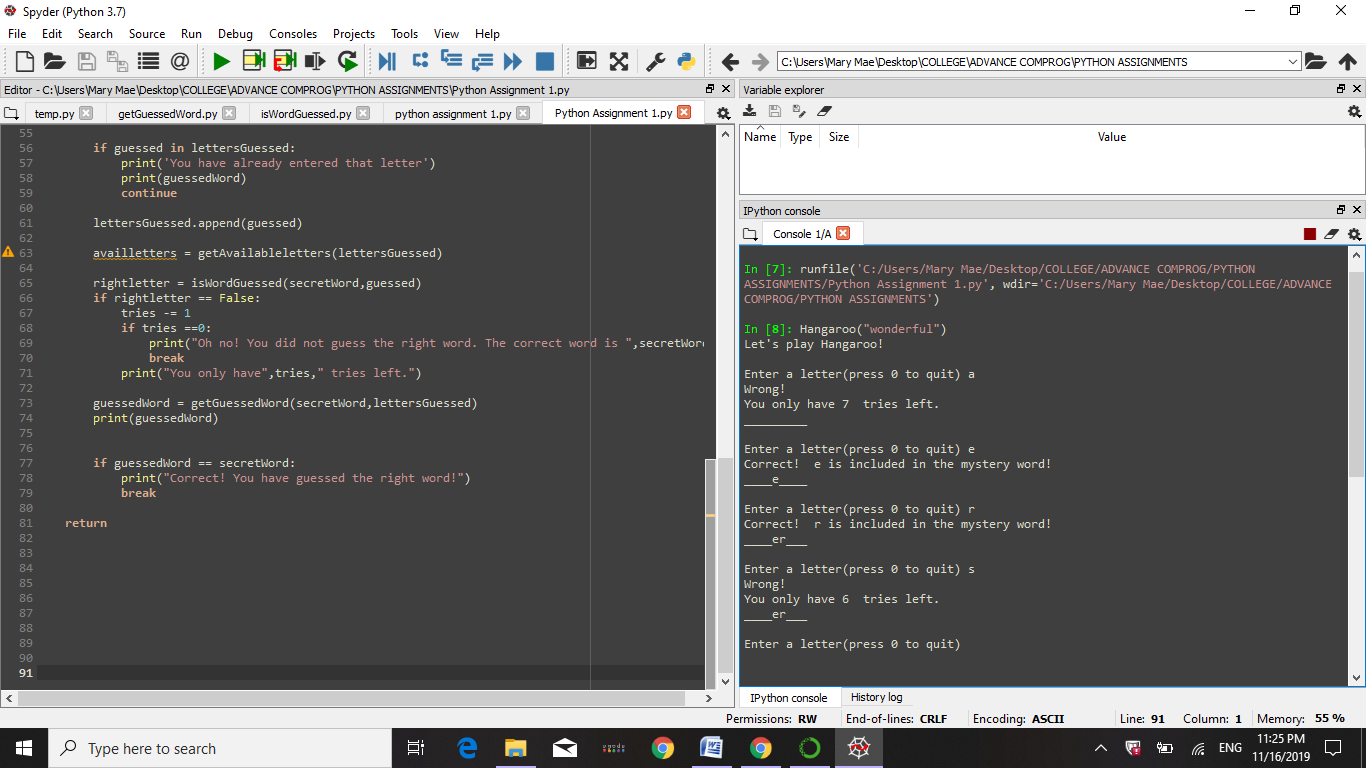 Spyder (Python 3.7)
File Edit Search Source Run Debug Consoles Projects Tools View Help
C:\Users\Mary Mae\Desktop\COLLEGE\ADVANCE COMPROG\PYTHON ASSIGNMENTS
Editor - C:\Users\Mary Mae\Desktop\COLLEGE\ADVANCE COMPROG\PYTHON ASSIGNMENTS\Python Assignment 1.py
temp.py getGuessedWord.py isWordGuessed.py python assignment 1.py Python Assignment 1.py
55
56 if guessed in lettersGuessed:
57 print('You have already entered that letter')
58 print(guessedWord)
59 continue
60
61 lettersGuessed.append(guessed)
62
63 availletters = getAvailableletters(lettersGuessed)
64
65 rightletter = isWordGuessed(secretWord,guessed)
66 if rightletter == False:
67 tries -= 1
68 if tries ==0:
69 print("Oh no! You did not guess the right word. The correct word is ",secretWor
70 break
71 print("You only have",tries," tries left.")
72
73 guessedWord = getGuessedWord(secretWord,lettersGuessed)
74 print(guessedWord)
75
76
77 if guessedWord == secretWord:
78 print("Correct! You have guessed the right word!")
79 break
80
81 return
82
83
84
85
86
87
88
89
90
91
Variable explorer
Name Type Size Value
IPython console
Console 1/A
In [7]: runfile('C:/Users/Mary Mae/Desktop/COLLEGE/ADVANCE COMPROG/PYTHON
ASSIGNMENTS/Python Assignment 1.py', wdir='C:/Users/Mary Mae/Desktop/COLLEGE/ADVANCE
COMPROG/PYTHON ASSIGNMENTS')
In [8]: Hangaroo("wonderful")
Let's play Hangaroo!
Enter a letter(press 0 to quit) a
Wrong!
You only have 7  tries left.
_________
Enter a letter(press 0 to quit) e
Correct!  e is included in the mystery word!
____e____
Enter a letter(press 0 to quit) r
Correct!  r is included in the mystery word!
____er___
Enter a letter(press 0 to quit) s
Wrong!
You only have 6  tries left.
____er___
Enter a letter(press 0 to quit)
IPython console History log
Permissions: RW End-of-lines: CRLF Encoding: ASCII Line: 91 Column: 1 Memory: 55 %
Type here to search
ENG
11:25 PM
11/16/2019